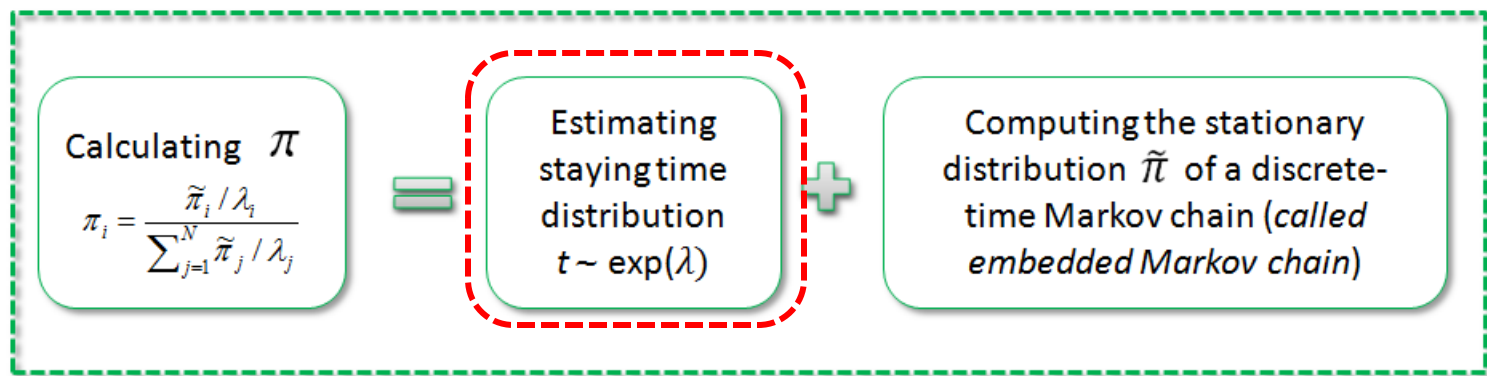 Calculating π
π_i = (π̃_i / λ_i) / (∑_{j=1}^{N} π̃_j / λ_j)
Estimating
staying time
distribution
t ~ exp(λ)
Computing the stationary
distribution π̃ of a discrete-
time Markov chain (called
embedded Markov chain)